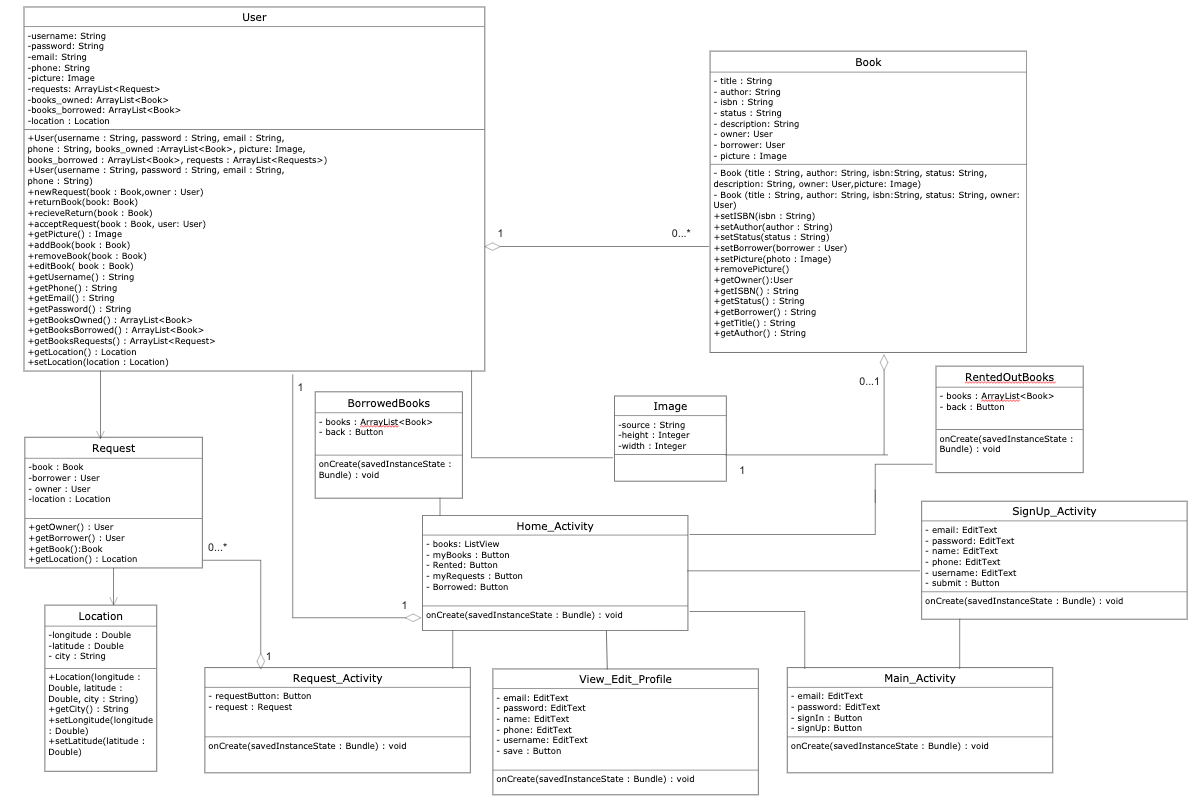 User
-username: String
-password: String
-email: String
-phone: String
-picture: Image
-requests: ArrayList<Request>
-books_owned: ArrayList<Book>
-books_borrowed: ArrayList<Book>
-location : Location
+User(username : String, password : String, email : String,
phone : String, books_owned :ArrayList<Book>, picture: Image,
books_borrowed : ArrayList<Book>, requests : ArrayList<Requests>)
+User(username : String, password : String, email : String,
phone : String)
+newRequest(book : Book,owner : User)
+returnBook(book: Book)
+recieveReturn(book : Book)
+acceptRequest(book : Book, user: User)
+getPicture() : Image
+addBook(book : Book)
+removeBook(book : Book)
+editBook( book : Book)
+getUsername() : String
+getPhone() : String
+getEmail() : String
+getPassword() : String
+getBooksOwned() : ArrayList<Book>
+getBooksBorrowed() : ArrayList<Book>
+getBooksRequests() : ArrayList<Request>
+getLocation() : Location
+setLocation(location : Location)
1
0...*
Book
- title : String
- author: String
- isbn : String
- status : String
- description: String
- owner: User
- borrower: User
- picture : Image
- Book (title : String, author: String, isbn:String, status: String,
description: String, owner: User,picture: Image)
- Book (title : String, author: String, isbn:String, status: String, owner:
User)
+setISBN(isbn : String)
+setAuthor(author : String)
+setStatus(status : String)
+setBorrower(borrower : User)
+setPicture(photo : Image)
+removePicture()
+getOwner():User
+getISBN() : String
+getStatus() : String
+getBorrower() : String
+getTitle() : String
+getAuthor() : String
1
0...1
BorrowedBooks
- books : ArrayList<Book>
- back : Button
onCreate(savedInstanceState :
Bundle) : void
Image
-source : String
-height : Integer
-width : Integer
1
RentedOutBooks
- books : ArrayList<Book>
- back : Button
onCreate(savedInstanceState :
Bundle) : void
Request
-book : Book
-borrower : User
- owner : User
-location : Location
+getOwner() : User
+getBorrower() : User
+getBook():Book
+getLocation() : Location
0...*
Home_Activity
- books: ListView
- myBooks : Button
- Rented: Button
- myRequests : Button
- Borrowed: Button
onCreate(savedInstanceState : Bundle) : void
1
SignUp_Activity
- email: EditText
- password: EditText
- name: EditText
- phone: EditText
- username: EditText
- submit : Button
onCreate(savedInstanceState : Bundle) : void
Location
-longitude : Double
-latitude : Double
- city : String
+Location(longitude :
Double, latitude :
Double, city : String)
+getCity() : String
+setLongitude(longitude
: Double)
+setLatitude(latitude :
Double)
1
Request_Activity
- requestButton: Button
- request : Request
onCreate(savedInstanceState : Bundle) : void
View_Edit_Profile
- email: EditText
- password: EditText
- name: EditText
- phone: EditText
- username: EditText
- save : Button
onCreate(savedInstanceState : Bundle) : void
Main_Activity
- email: EditText
- password: EditText
- signIn : Button
- signUp: Button
onCreate(savedInstanceState : Bundle) : void